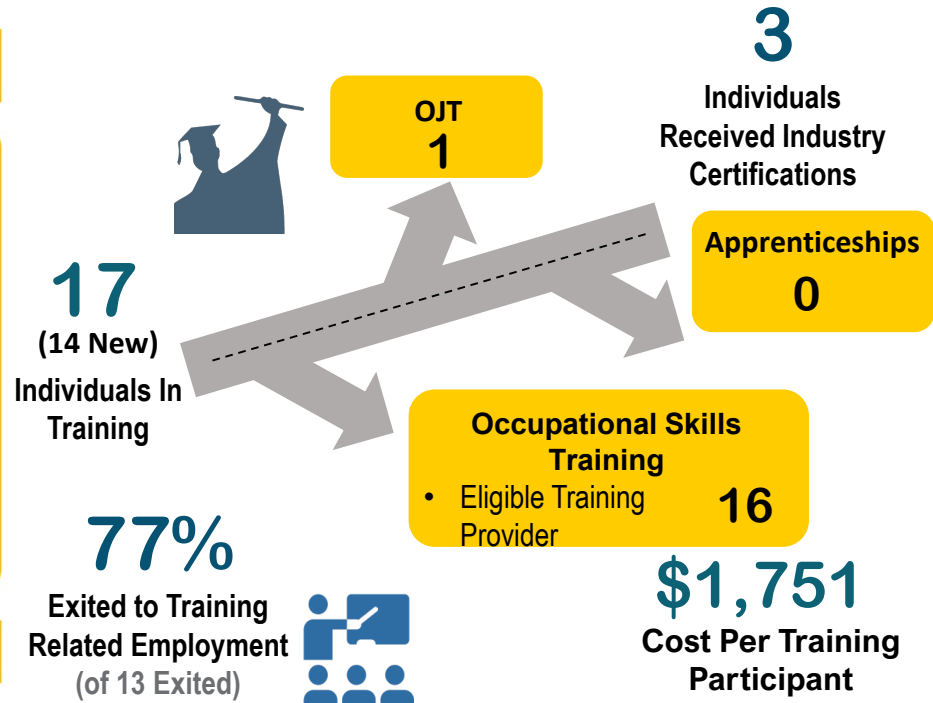 3
Individuals
Received Industry
Certifications
OJT
1
Apprenticeships
0
17
(14 New)
Individuals In
Training
Occupational Skills
Training
• Eligible Training
Provider
16
77%
Exited to Training
Related Employment
(of 13 Exited)
$1,751
Cost Per Training
Participant